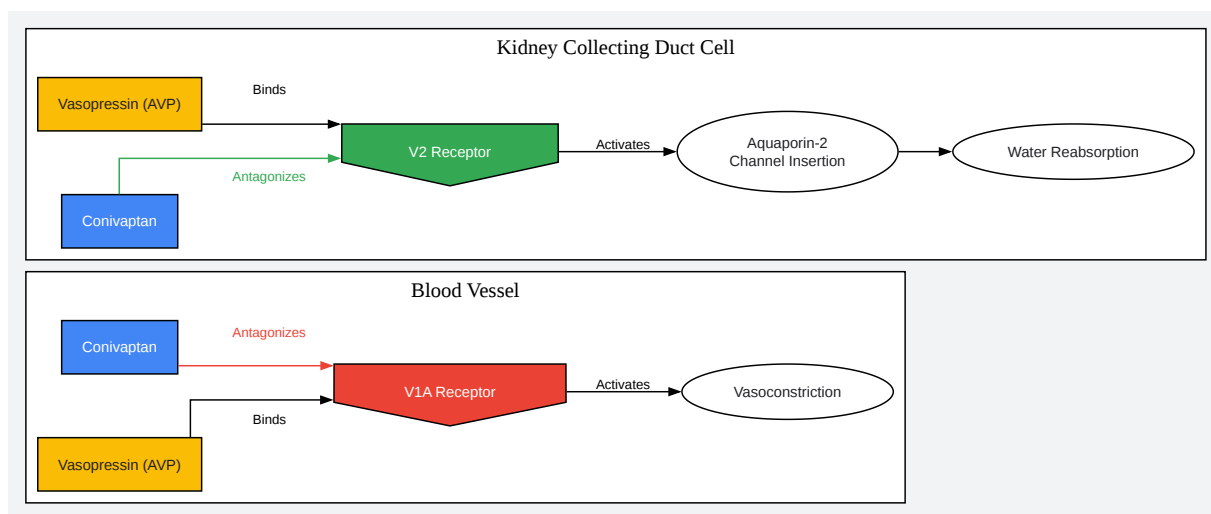 Kidney Collecting Duct Cell
Vasopressin (AVP)
Binds
V2 Receptor
Activates
Aquaporin-2
Channel Insertion
Water Reabsorption
Antagonizes
Conivaptan
Blood Vessel
Conivaptan
Antagonizes
V1A Receptor
Activates
Vasoconstriction
Binds
Vasopressin (AVP)